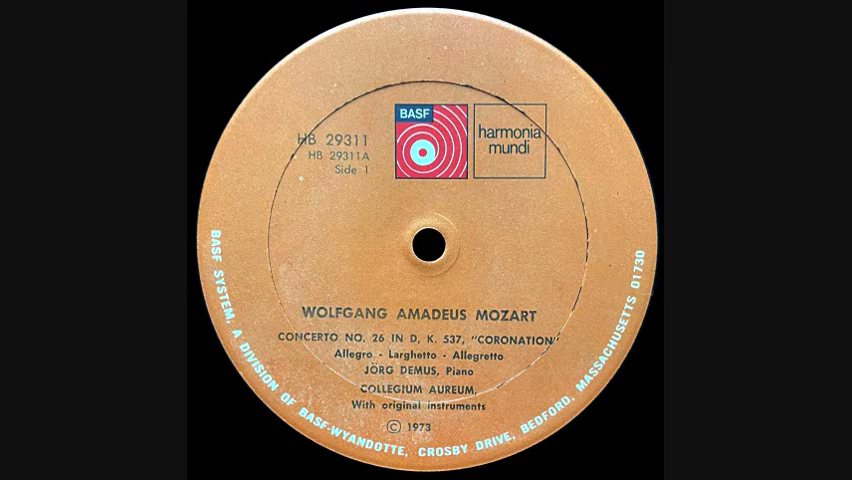 BASF
harmonia
mundi
HB 29311
HB 29311A
Side 1
WOLFGANG AMADEUS MOZART
CONCERTO NO. 26 IN D, K. 537, "CORONATION"
Allegro - Larghetto - Allegretto
JÖRG DEMUS, Piano
COLLEGIUM AUREUM,
With original instruments
© 1973
BASF SYSTEM, A DIVISION OF BASF-WYANDOTTE, CROSBY DRIVE, BEDFORD, MASSACHUSETTS 01730